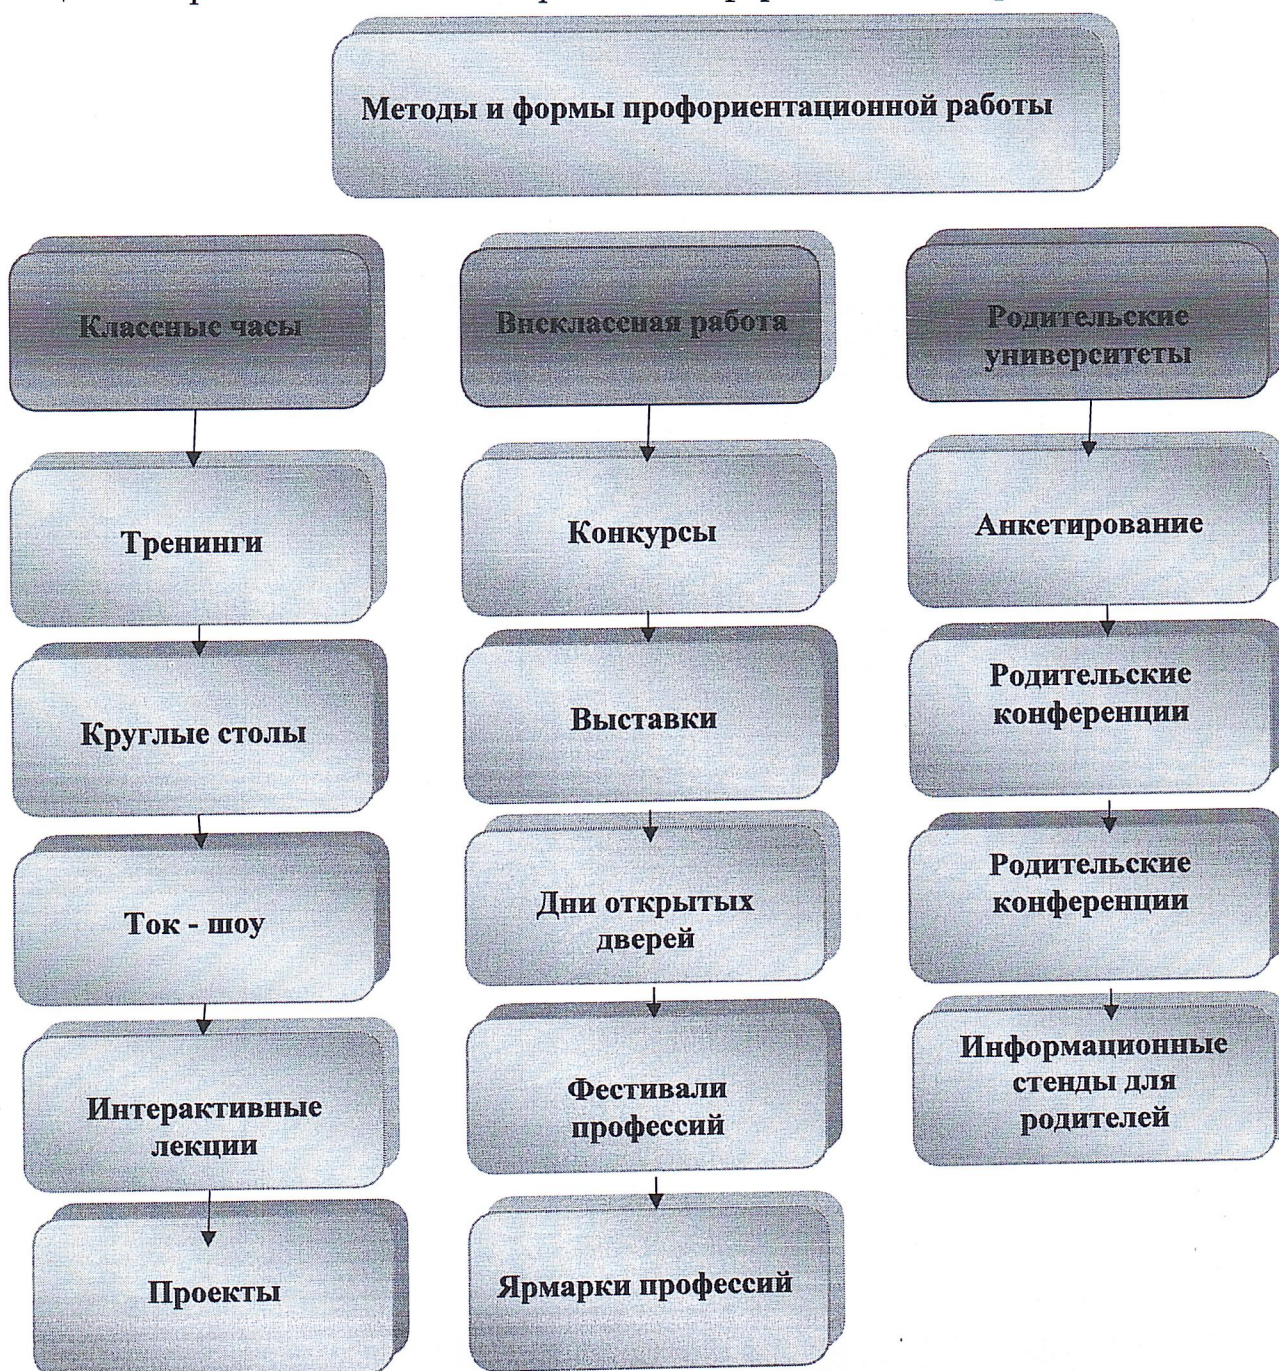 Методы и формы профориентационной работы
Классные часы
Тренинги
Круглые столы
Ток - шоу
Интерактивные
лекции
Проекты
Внеклассная работа
Конкурсы
Выставки
Дни открытых
дверей
Фестивали
профессий
Ярмарки профессий
Родительские
университеты
Анкетирование
Родительские
конференции
Родительские
конференции
Информационные
стенды для
родителей